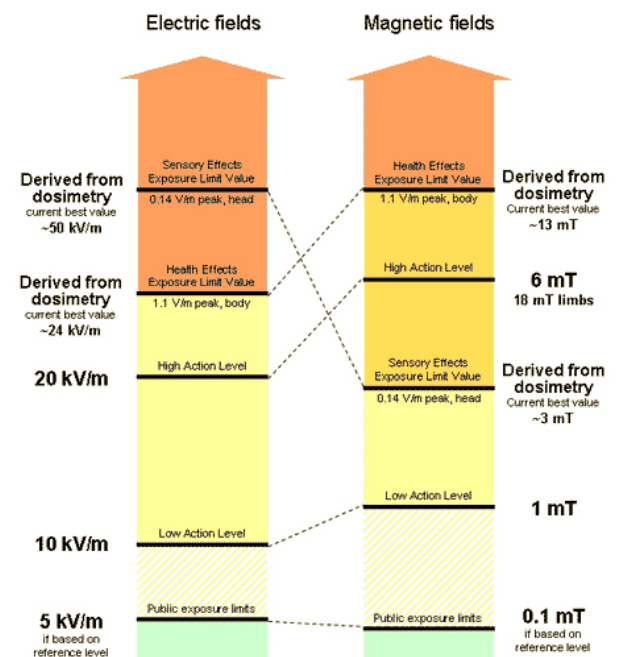 Electric fields
Magnetic fields
Sensory Effects
Exposure Limit Value
0.14 V/m peak, head
Derived from
dosimetry
current best value
~50 kV/m
Health Effects
Exposure Limit Value
1.1 V/m peak, body
Derived from
dosimetry
current best value
~24 kV/m
High Action Level
20 kV/m
Low Action Level
10 kV/m
Public exposure limits
5 kV/m
if based on
reference level
Health Effects
Exposure Limit Value
1.1 V/m peak, body
Derived from
dosimetry
Current best value
~13 mT
High Action Level
6 mT
18 mT limbs
Sensory Effects
Exposure Limit Value
0.14 V/m peak, head
Derived from
dosimetry
Current best value
~3 mT
Low Action Level
1 mT
Public exposure limits
0.1 mT
if based on
reference level